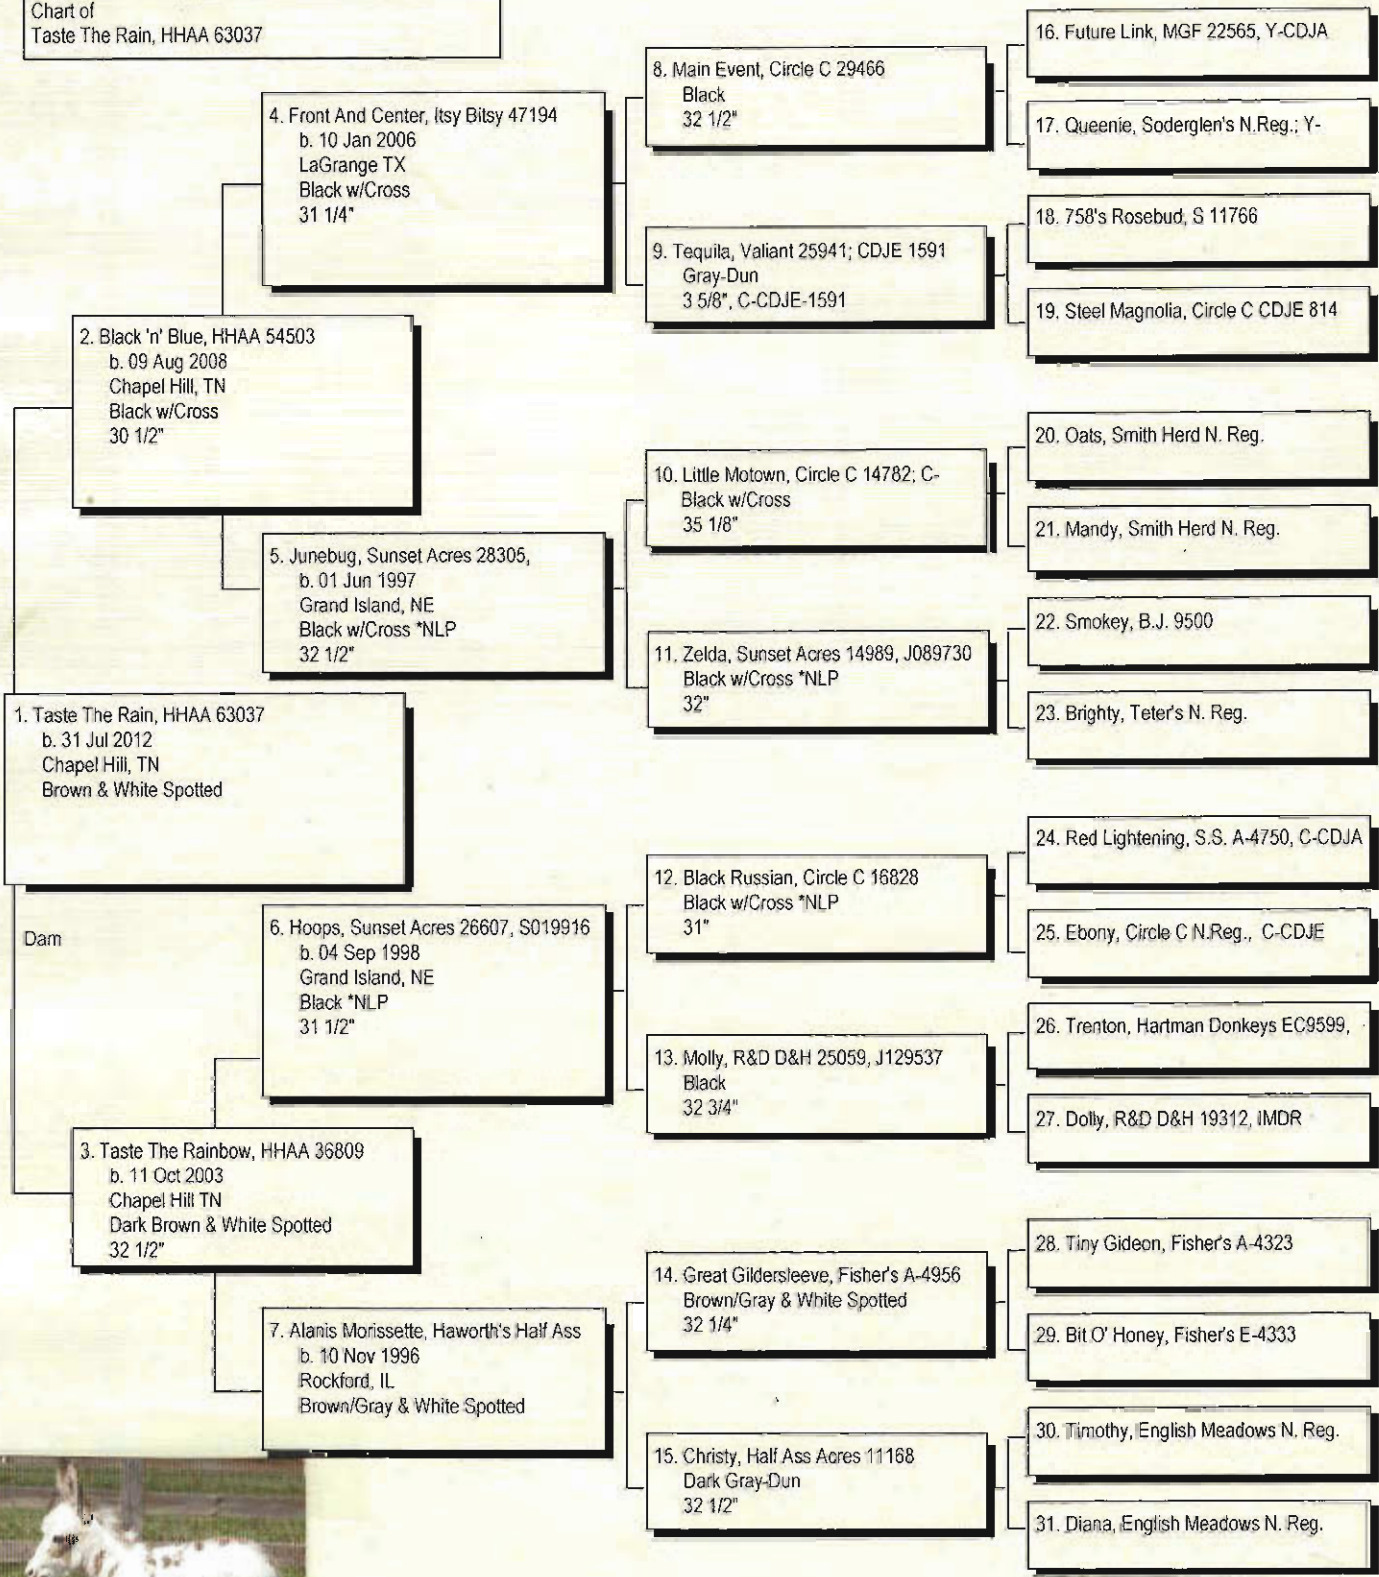 Chart of
Taste The Rain, HHAA 63037
16. Future Link, MGF 22565, Y-CDJA
8. Main Event, Circle C 29466
Black
32 1/2"
17. Queenie, Soderglen's N.Reg.; Y-
4. Front And Center, Itsy Bitsy 47194
b. 10 Jan 2006
LaGrange TX
Black w/Cross
31 1/4"
18. 758's Rosebud, S 11766
9. Tequila, Valiant 25941; CDJE 1591
Gray-Dun
3 5/8", C-CDJE-1591
19. Steel Magnolia, Circle C CDJE 814
2. Black 'n' Blue, HHAA 54503
b. 09 Aug 2008
Chapel Hill, TN
Black w/Cross
30 1/2"
20. Oats, Smith Herd N. Reg.
10. Little Motown, Circle C 14782; C-
Black w/Cross
35 1/8"
21. Mandy, Smith Herd N. Reg.
5. Junebug, Sunset Acres 28305,
b. 01 Jun 1997
Grand Island, NE
Black w/Cross *NLP
32 1/2"
22. Smokey, B.J. 9500
11. Zelda, Sunset Acres 14989, J089730
Black w/Cross *NLP
32"
23. Brighty, Teter's N. Reg.
1. Taste The Rain, HHAA 63037
b. 31 Jul 2012
Chapel Hill, TN
Brown & White Spotted
24. Red Lightening, S.S. A-4750, C-CDJA
12. Black Russian, Circle C 16828
Black w/Cross *NLP
31"
25. Ebony, Circle C N.Reg., C-CDJE
Dam
6. Hoops, Sunset Acres 26607, S019916
b. 04 Sep 1998
Grand Island, NE
Black *NLP
31 1/2"
26. Trenton, Hartman Donkeys EC9599,
13. Molly, R&D D&H 25059, J129537
Black
32 3/4"
27. Dolly, R&D D&H 19312, IMDR
3. Taste The Rainbow, HHAA 36809
b. 11 Oct 2003
Chapel Hill TN
Dark Brown & White Spotted
32 1/2"
28. Tiny Gideon, Fisher's A-4323
14. Great Gildersleeve, Fisher's A-4956
Brown/Gray & White Spotted
32 1/4"
29. Bit O' Honey, Fisher's E-4333
7. Alanis Morissette, Haworth's Half Ass
b. 10 Nov 1996
Rockford, IL
Brown/Gray & White Spotted
30. Timothy, English Meadows N. Reg.
15. Christy, Half Ass Acres 11168
Dark Gray-Dun
32 1/2"
31. Diana, English Meadows N. Reg.